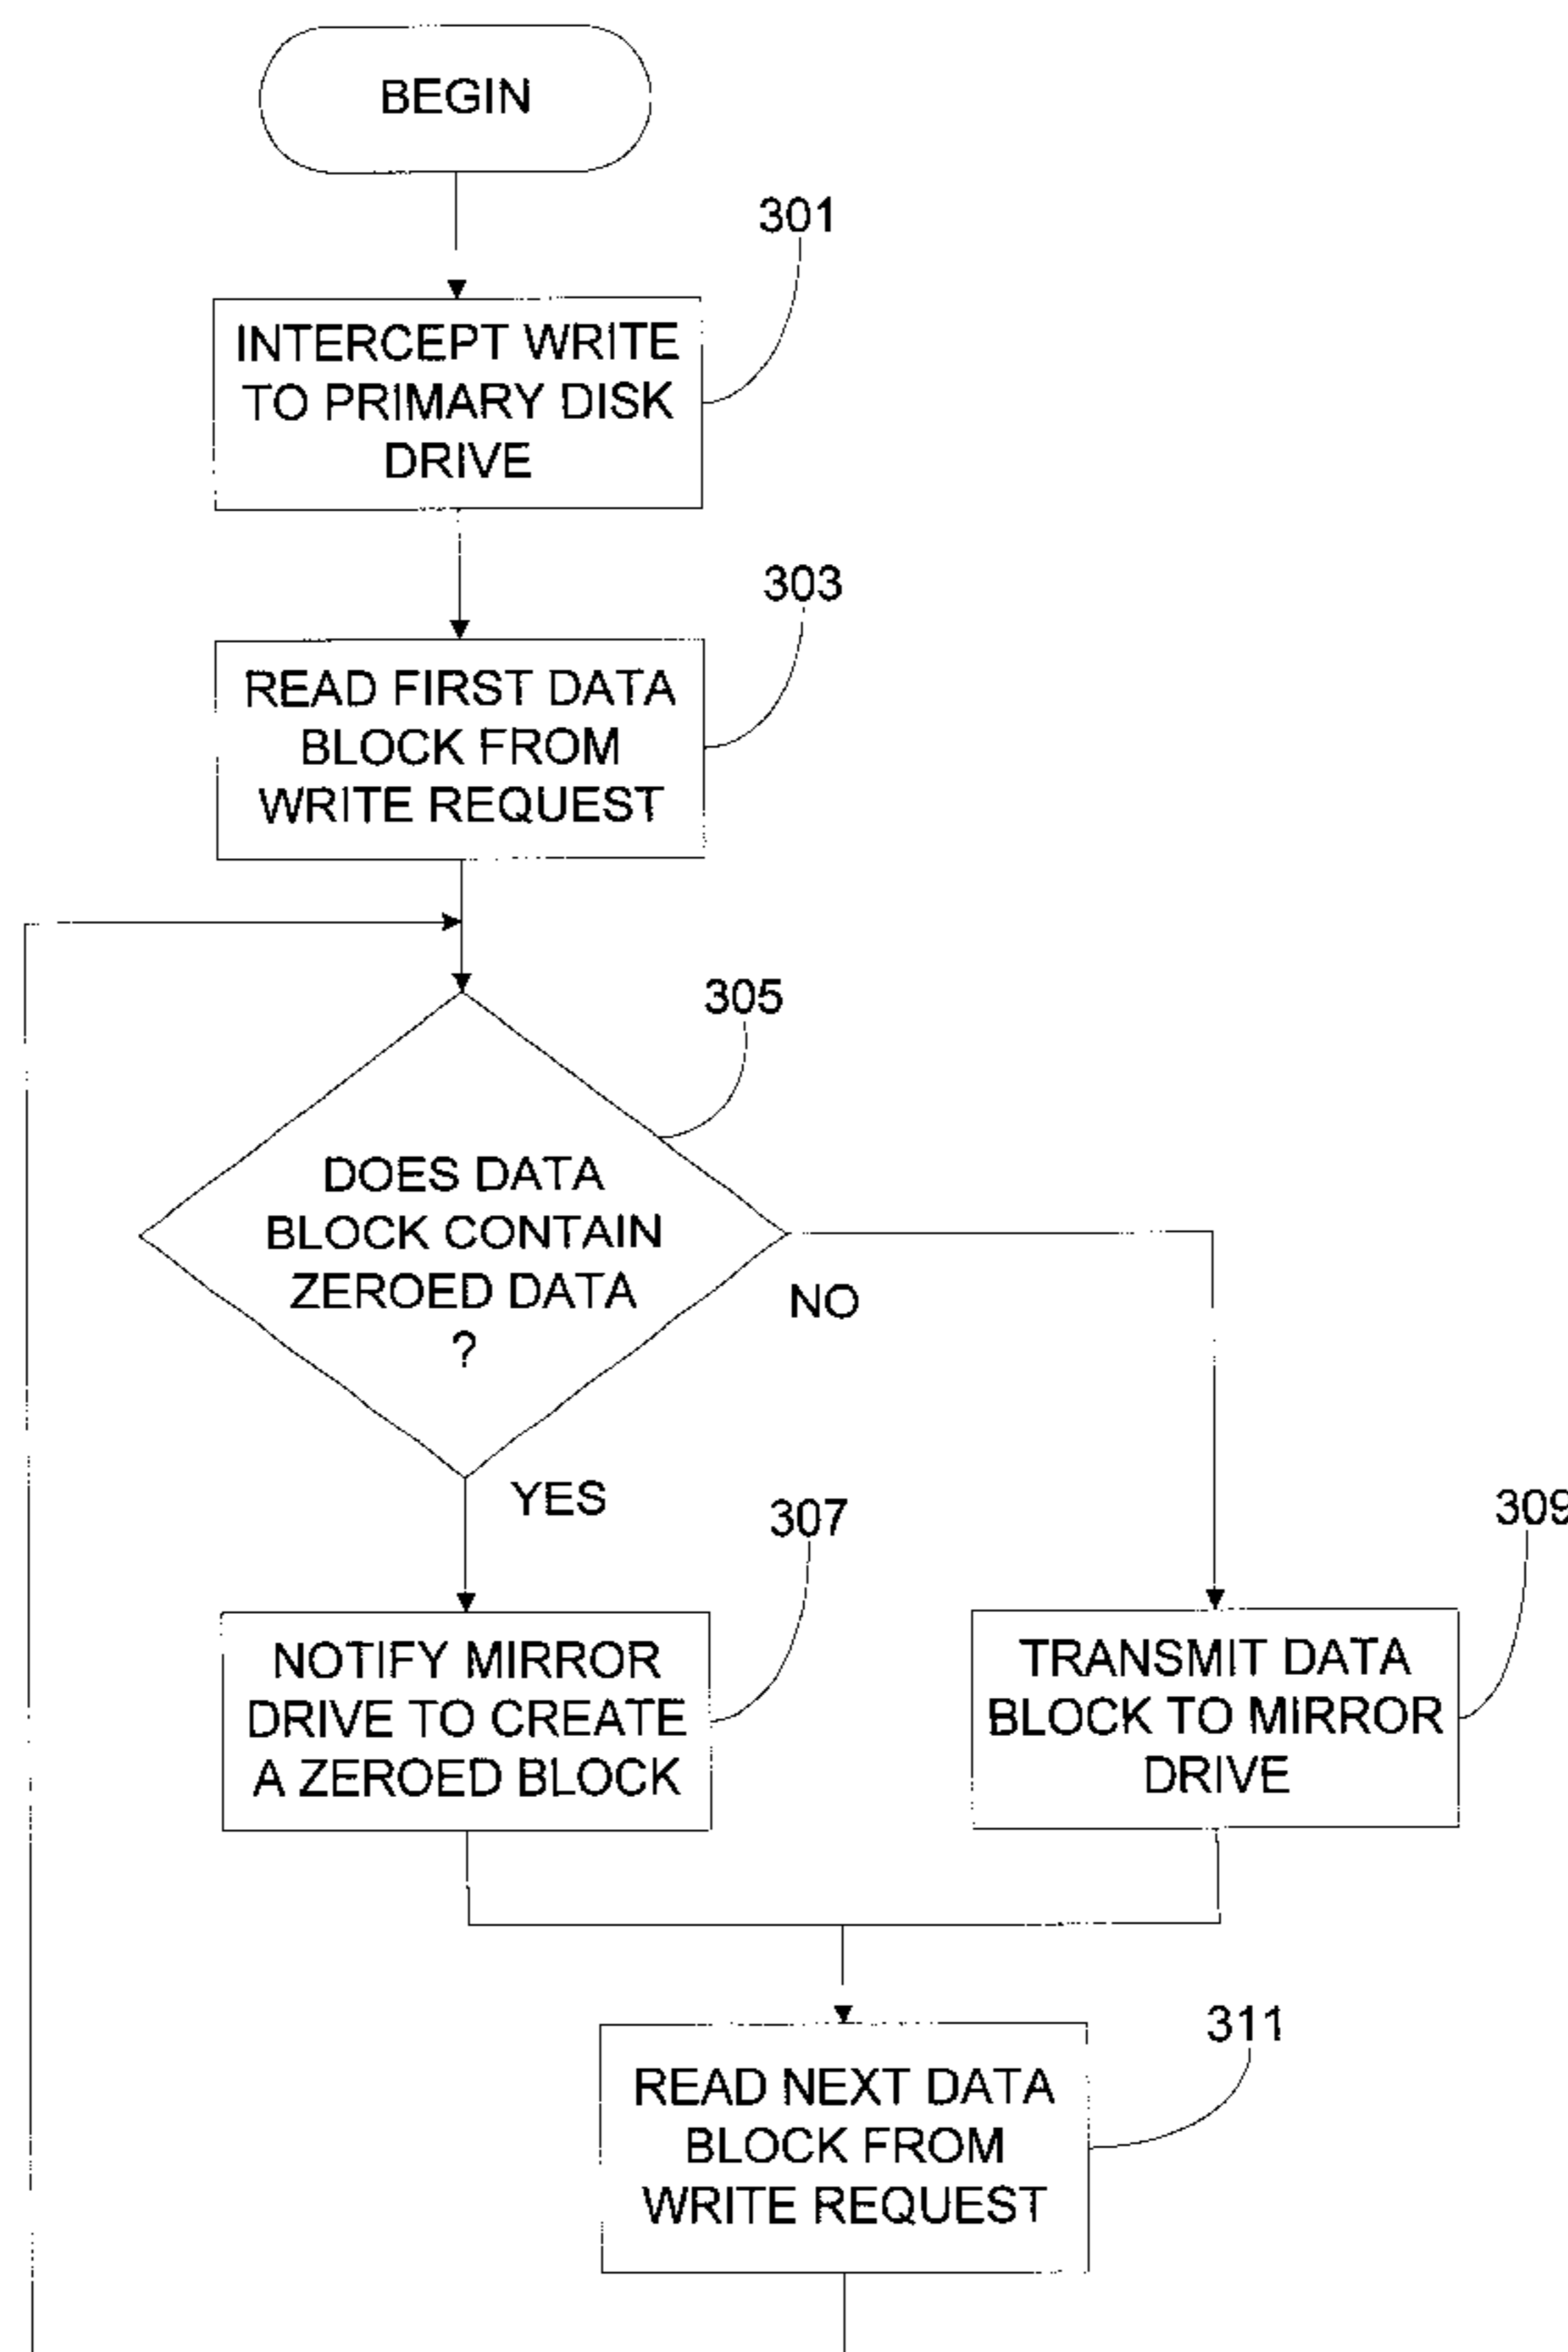 BEGIN
301
INTERCEPT WRITE
TO PRIMARY DISK
DRIVE
303
READ FIRST DATA
BLOCK FROM
WRITE REQUEST
305
DOES DATA
BLOCK CONTAIN
ZEROED DATA
?
NO
YES
307
309
NOTIFY MIRROR
DRIVE TO CREATE
A ZEROED BLOCK
TRANSMIT DATA
BLOCK TO MIRROR
DRIVE
311
READ NEXT DATA
BLOCK FROM
WRITE REQUEST